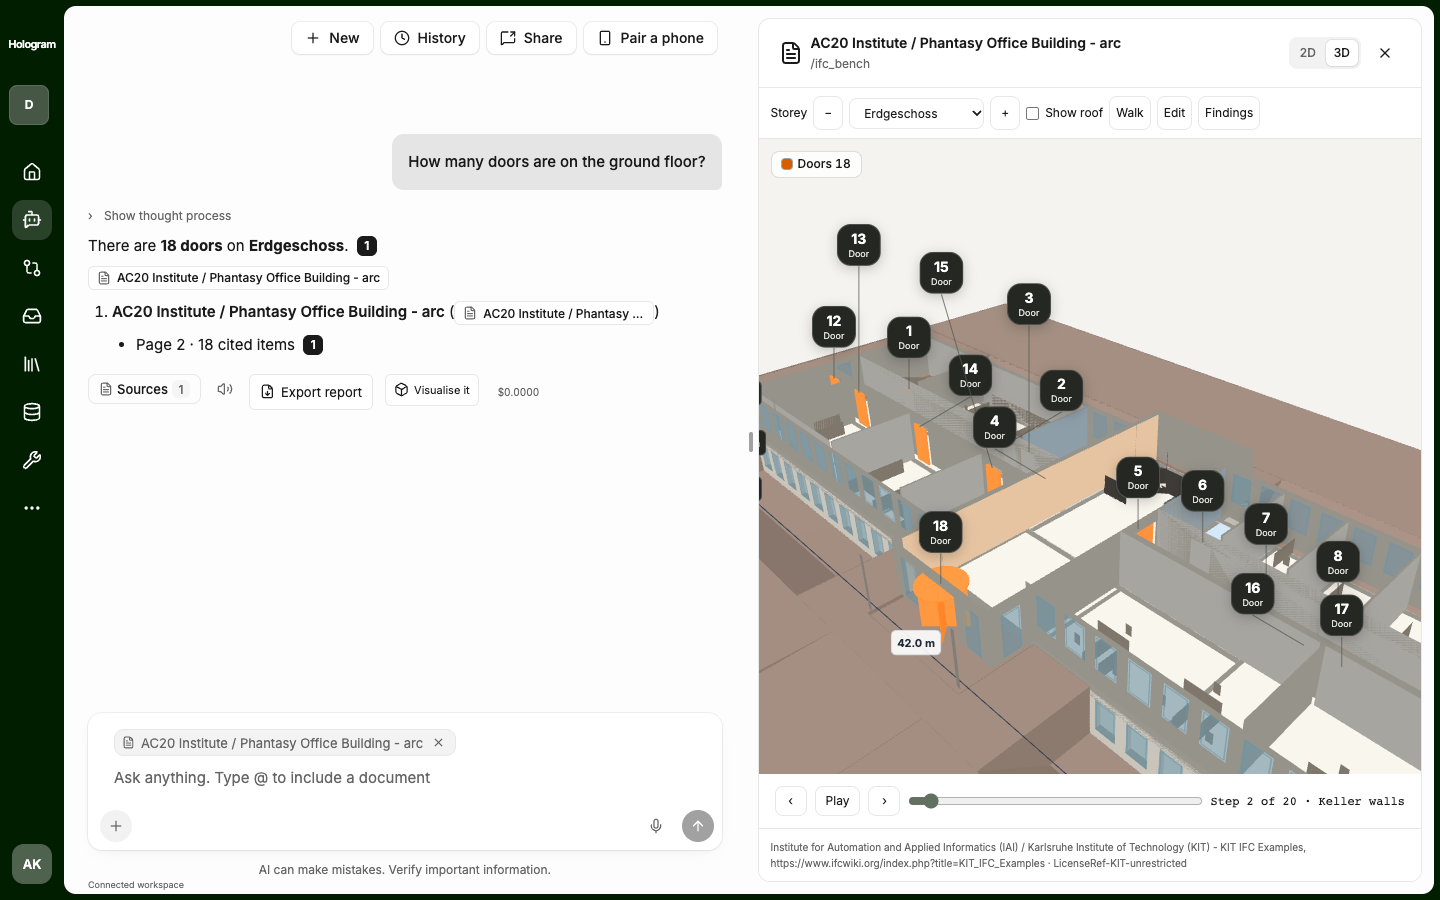 Hologram
D
AK
New
History
Share
Pair a phone
How many doors are on the ground floor?
Show thought process
There are 18 doors on Erdgeschoss. 1
AC20 Institute / Phantasy Office Building - arc
1. AC20 Institute / Phantasy Office Building - arc (AC20 Institute / Phantasy ...)
• Page 2 · 18 cited items 1
Sources 1
Export report
Visualise it
$0.0000
AC20 Institute / Phantasy Office Building - arc
Ask anything. Type @ to include a document
AI can make mistakes. Verify important information.
Connected workspace
AC20 Institute / Phantasy Office Building - arc
/ifc_bench
2D
3D
Storey
−
Erdgeschoss
+
Show roof
Walk
Edit
Findings
Doors 18
13
Door
15
Door
3
Door
12
Door
1
Door
14
Door
2
Door
4
Door
5
Door
6
Door
7
Door
18
Door
8
Door
16
Door
17
Door
42.0 m
‹
Play
›
Step 2 of 20 · Keller walls
Institute for Automation and Applied Informatics (IAI) / Karlsruhe Institute of Technology (KIT) - KIT IFC Examples,
https://www.ifcwiki.org/index.php?title=KIT_IFC_Examples · LicenseRef-KIT-unrestricted